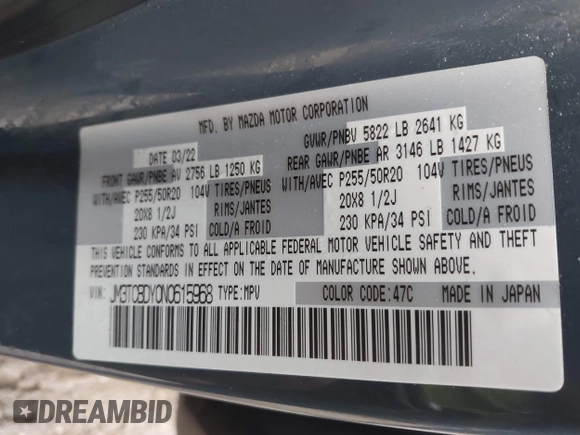 MFD. BY MAZDA MOTOR CORPORATION
DATE 03/22 GVWR/PNBV 5822 LB 2641 KG
FRONT GAWR/PNBE AV 2756 LB 1250 KG REAR GAWR/PNBE AR 3146 LB 1427 KG
WITH/AVEC P255/50R20 104V TIRES/PNEUS WITH/AVEC P255/50R20 104V TIRES/PNEUS
20X8 1/2J RIMS/JANTES 20X8 1/2J RIMS/JANTES
230 KPA/34 PSI COLD/A FROID 230 KPA/34 PSI COLD/A FROID
THIS VEHICLE CONFORMS TO ALL APPLICABLE FEDERAL MOTOR VEHICLE SAFETY AND THEFT
PREVENTION STANDARDS IN EFFECT ON THE DATE OF MANUFACTURE SHOWN ABOVE.
VIN: JM3TCBDY0N0615968 TYPE: MPV COLOR CODE: 47C MADE IN JAPAN
DREAMBID